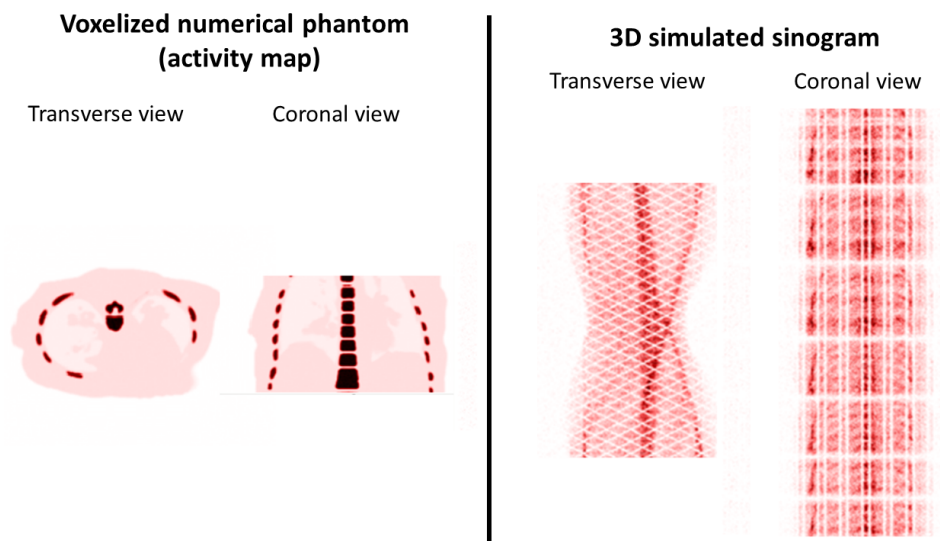 Voxelized numerical phantom
(activity map)
Transverse view
Coronal view
3D simulated sinogram
Transverse view
Coronal view